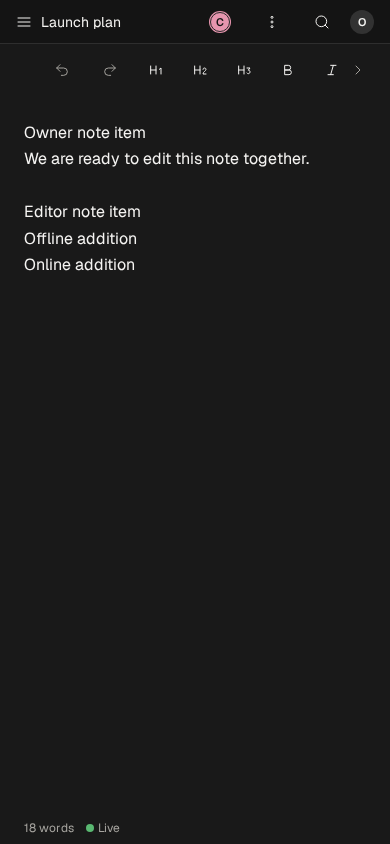 Launch plan
C
O
H1 H2 H3 B I
Owner note item
We are ready to edit this note together.
Editor note item
Offline addition
Online addition
18 words Live